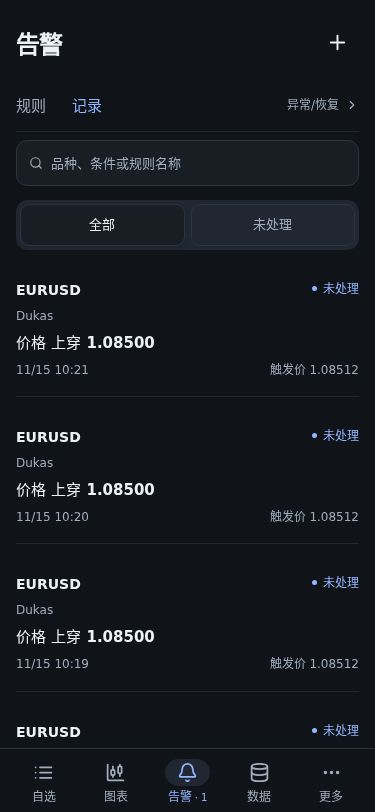 告警
规则 记录 异常/恢复
品种、条件或规则名称
全部 未处理
EURUSD 未处理
Dukas
价格 上穿 1.08500
11/15 10:21 触发价 1.08512
EURUSD 未处理
Dukas
价格 上穿 1.08500
11/15 10:20 触发价 1.08512
EURUSD 未处理
Dukas
价格 上穿 1.08500
11/15 10:19 触发价 1.08512
EURUSD 未处理
自选 图表 告警 · 1 数据 更多